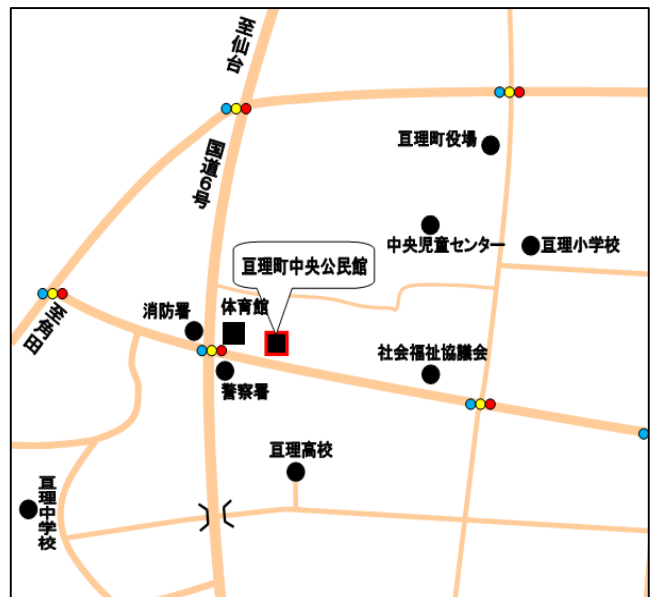 至仙台
国道6号
亘理町役場
中央児童センター
亘理小学校
亘理町中央公民館
至角田
消防署
体育館
社会福祉協議会
警察署
亘理高校
亘理中学校